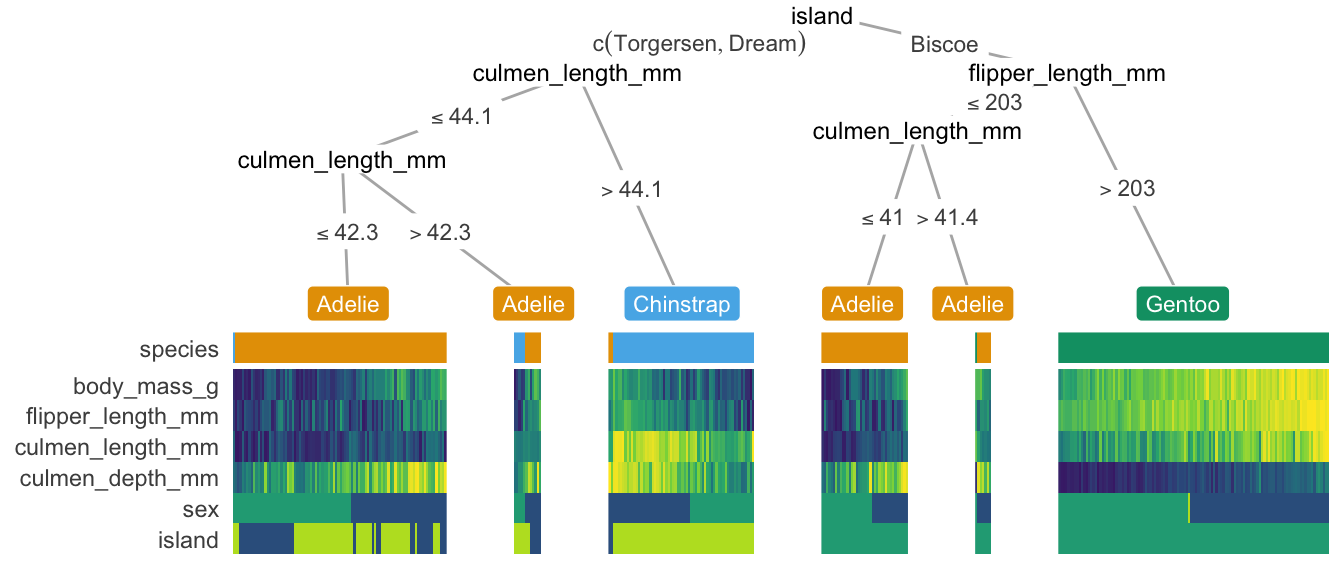 island
c(Torgersen, Dream)
Biscoe
culmen_length_mm
flipper_length_mm
≤ 44.1
≤ 203
culmen_length_mm
culmen_length_mm
> 44.1
> 203
≤ 41
> 41.4
≤ 42.3
> 42.3
Adelie
Adelie
Chinstrap
Adelie
Adelie
Gentoo
species
body_mass_g
flipper_length_mm
culmen_length_mm
culmen_depth_mm
sex
island